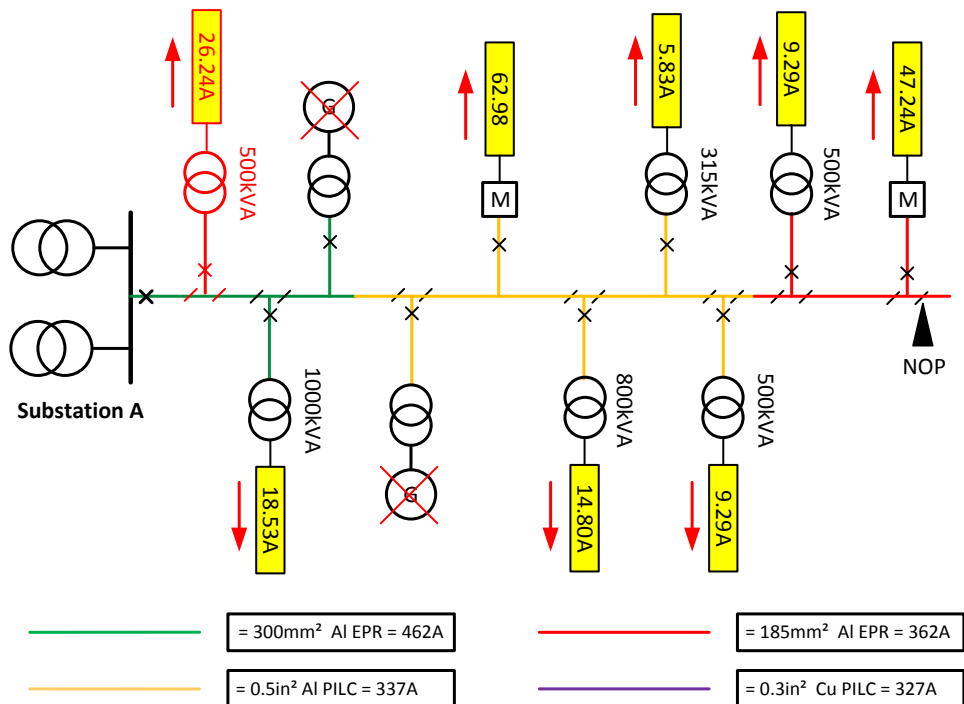 26.24A
500kVA
G
62.98
M
5.83A
315kVA
9.29A
500kVA
47.24A
M
Substation A
1000kVA
18.53A
G
800kVA
14.80A
500kVA
9.29A
NOP
= 300mm² Al EPR = 462A
= 185mm² Al EPR = 362A
= 0.5in² Al PILC = 337A
= 0.3in² Cu PILC = 327A